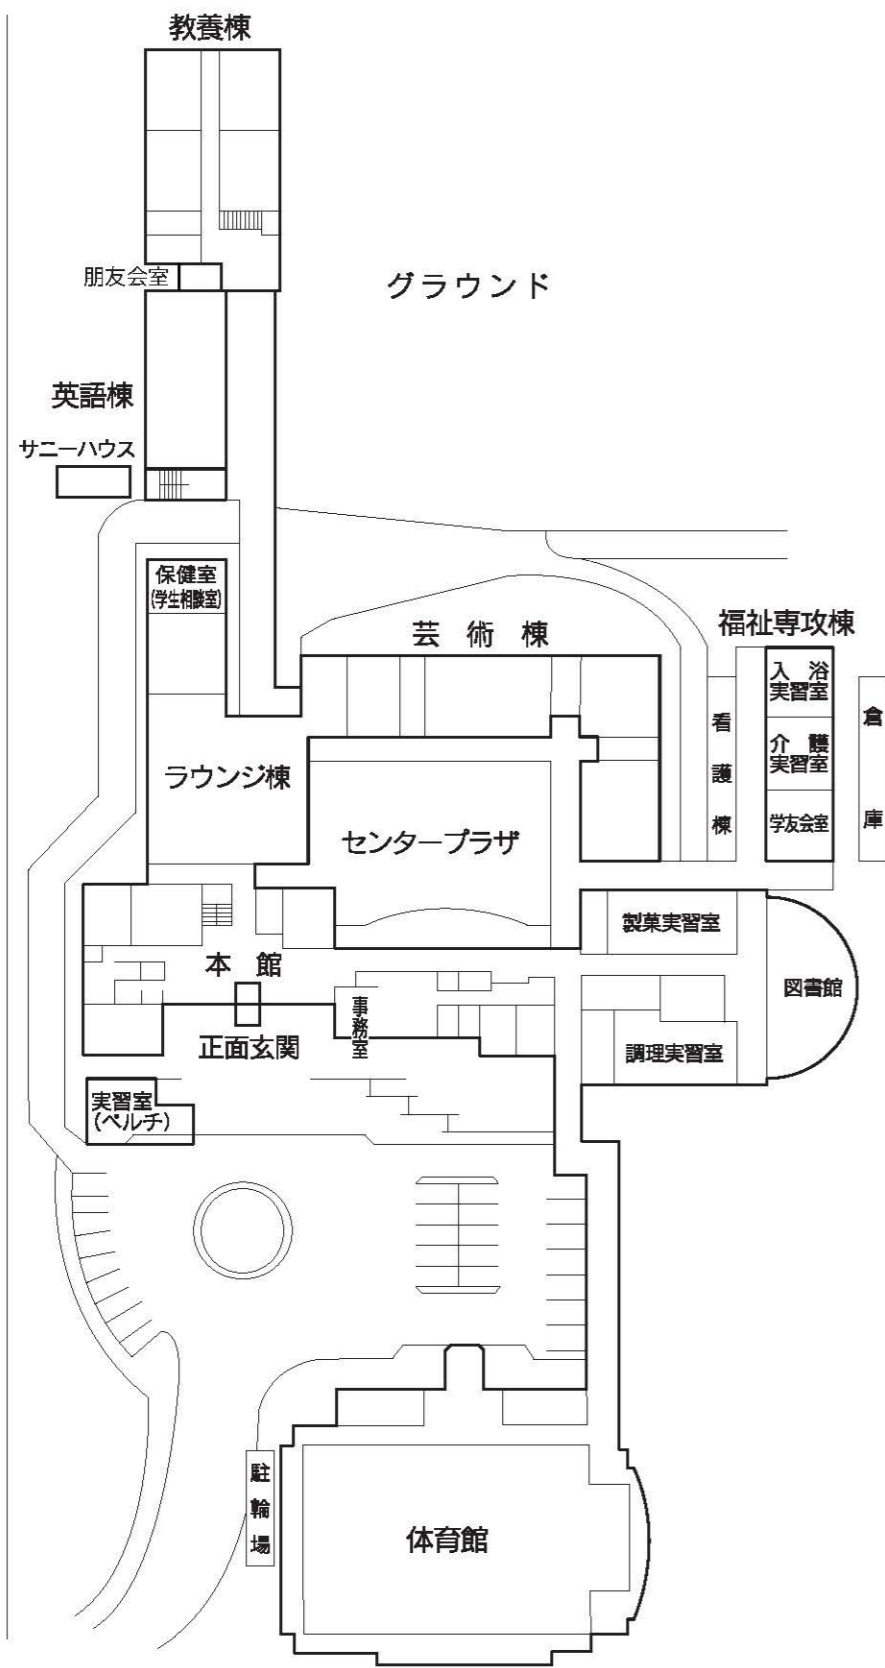 教養棟
朋友会室
グラウンド
英語棟
サニーハウス
保健室
(学生相談室)
芸術棟
福祉専攻棟
入浴
実習室
介護
実習室
学友会室
看護棟
倉庫
ラウンジ棟
センタープラザ
製菓実習室
本館
図書館
事務室
正面玄関
調理実習室
実習室
(ペルチ)
駐輪場
体育館